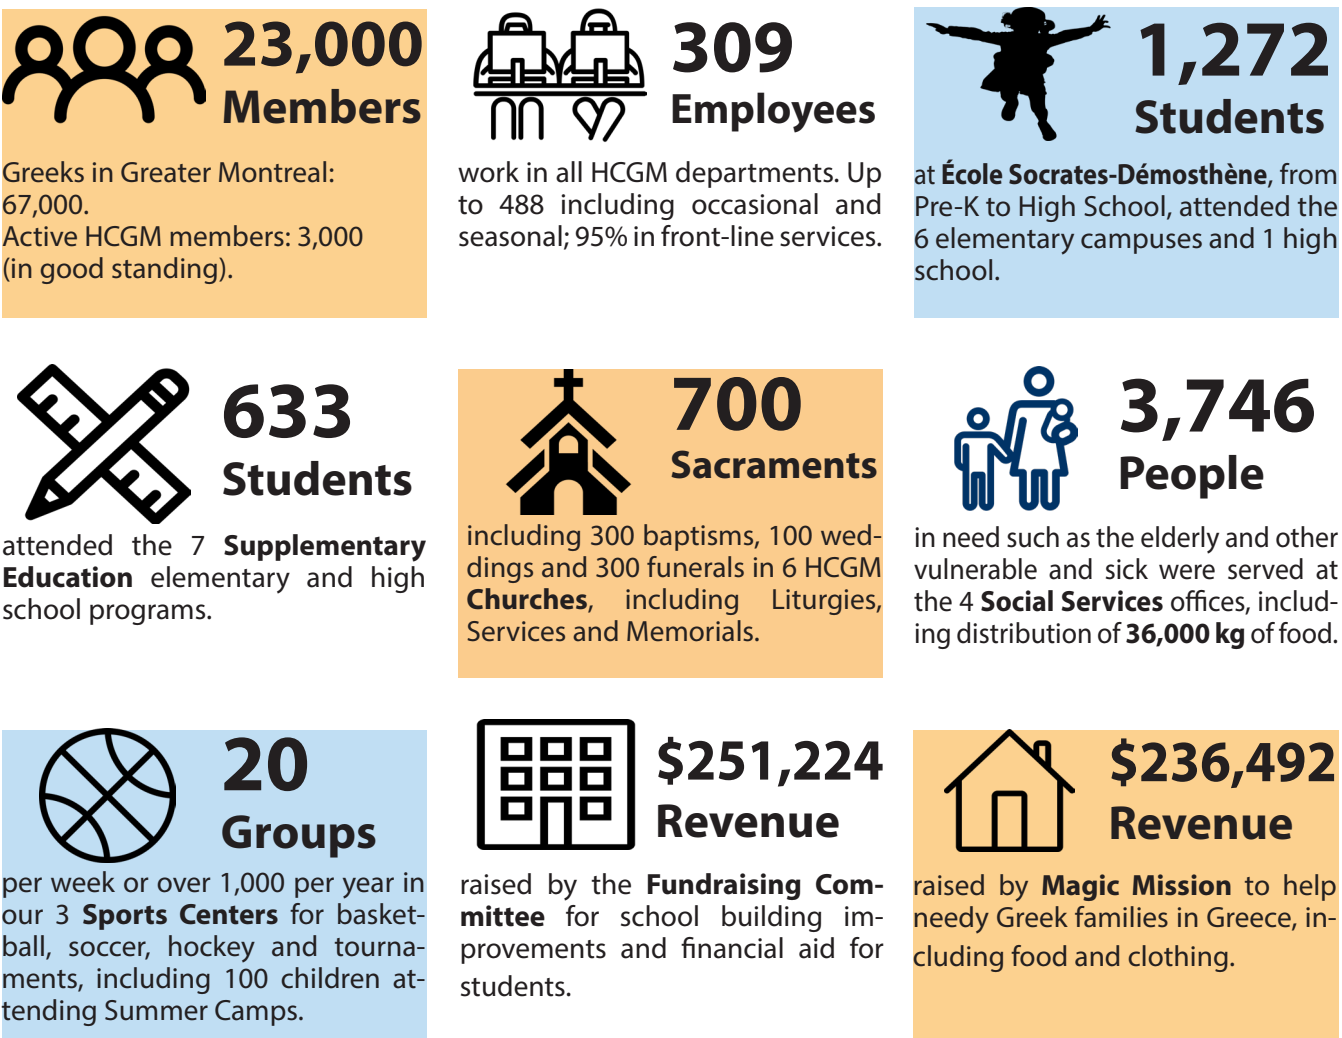 23,000
Members
Greeks in Greater Montreal:
67,000.
Active HCGM members: 3,000
(in good standing).
309
Employees
work in all HCGM departments. Up
to 488 including occasional and
seasonal; 95% in front-line services.
1,272
Students
at École Socrates-Démosthène, from
Pre-K to High School, attended the
6 elementary campuses and 1 high
school.
633
Students
attended the 7 Supplementary
Education elementary and high
school programs.
700
Sacraments
including 300 baptisms, 100 wed-
dings and 300 funerals in 6 HCGM
Churches, including Liturgies,
Services and Memorials.
3,746
People
in need such as the elderly and other
vulnerable and sick were served at
the 4 Social Services offices, includ-
ing distribution of 36,000 kg of food.
20
Groups
per week or over 1,000 per year in
our 3 Sports Centers for basket-
ball, soccer, hockey and tourna-
ments, including 100 children at-
tending Summer Camps.
$251,224
Revenue
raised by the Fundraising Com-
mittee for school building im-
provements and financial aid for
students.
$236,492
Revenue
raised by Magic Mission to help
needy Greek families in Greece, in-
cluding food and clothing.